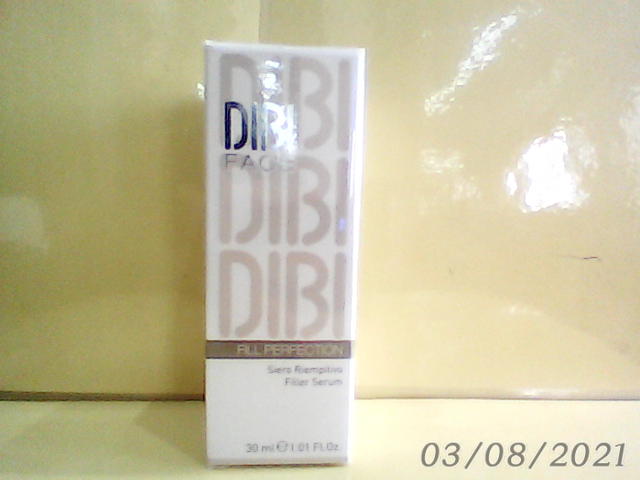 DIBI
DIBI
FACE
DIBI
DIBI
FILL PERFECTION
Siero Riempitivo
Filler Serum
30 ml ℮ 1.01 Fl.Oz.
03/08/2021